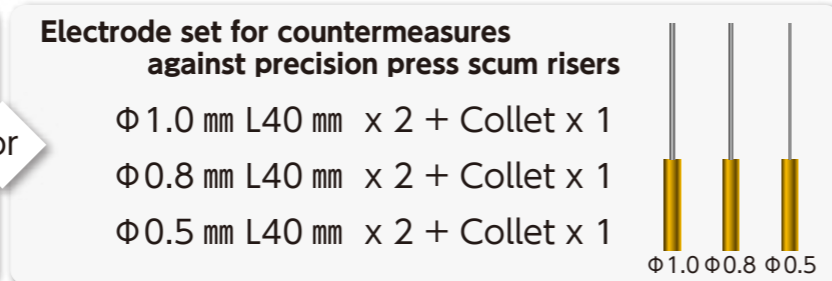 Electrode set for countermeasures
against precision press scum risers
or
Φ1.0 ㎜ L40 ㎜ x 2 + Collet x 1
Φ0.8 ㎜ L40 ㎜ x 2 + Collet x 1
Φ0.5 ㎜ L40 ㎜ x 2 + Collet x 1
Φ1.0 Φ0.8 Φ0.5